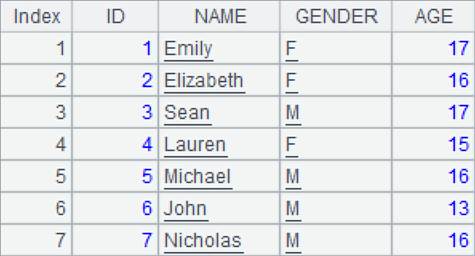 Index ID NAME GENDER AGE
1 1 Emily F 17
2 2 Elizabeth F 16
3 3 Sean M 17
4 4 Lauren F 15
5 5 Michael M 16
6 6 John M 13
7 7 Nicholas M 16